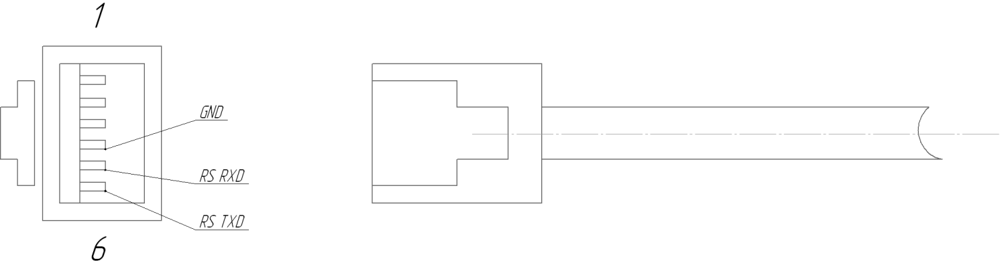 1
GND
RS RXD
RS TXD
6